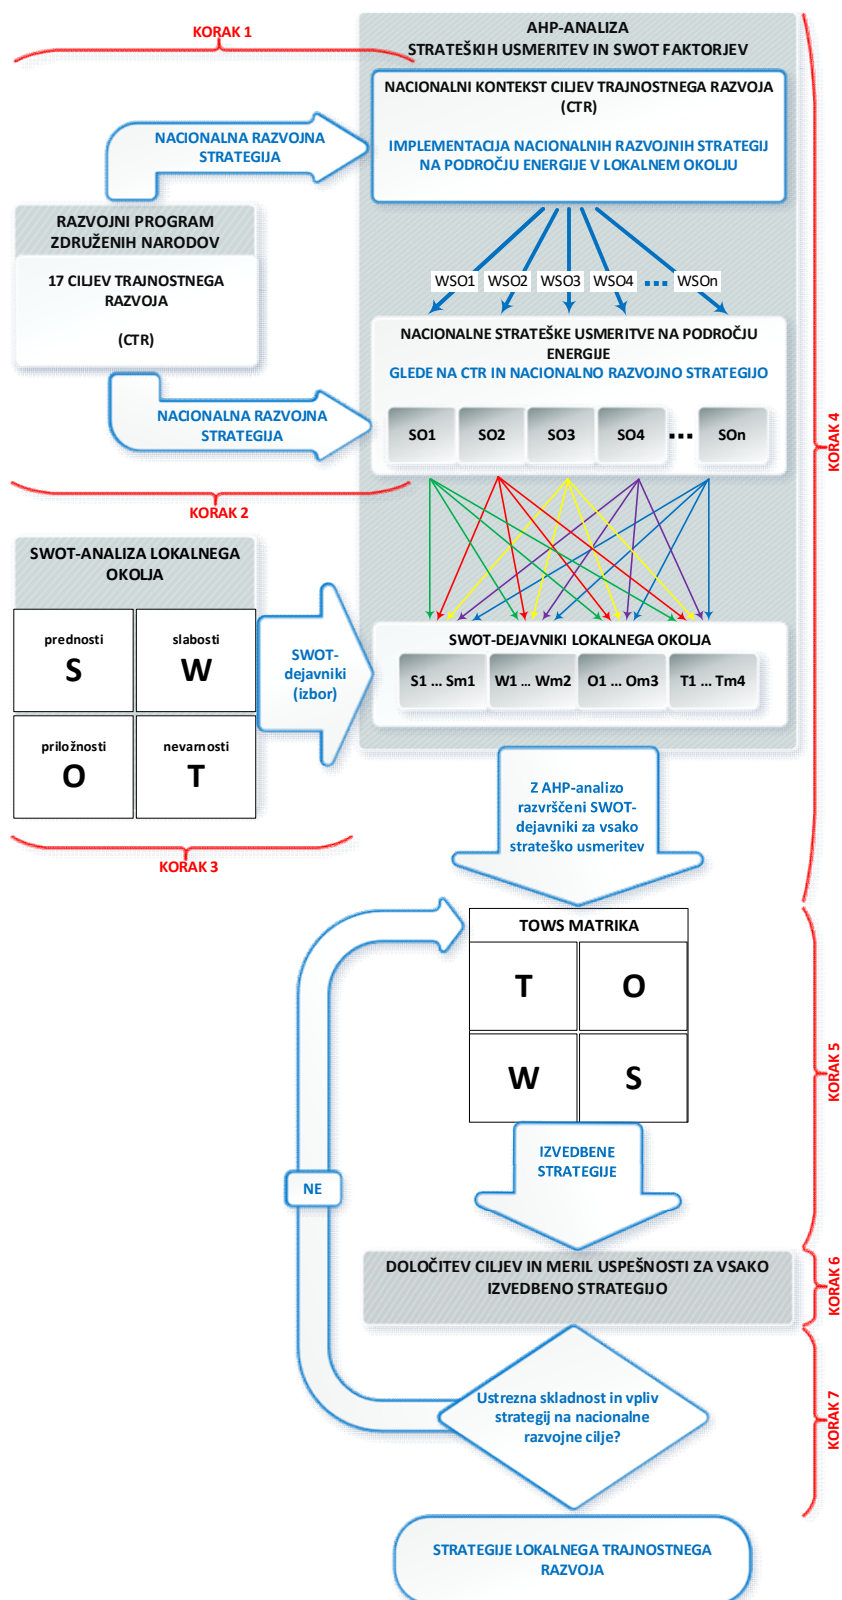 KORAK 1
AHP-ANALIZA
STRATEŠKIH USMERITEV IN SWOT FAKTORJEV
NACIONALNI KONTEKST CILJEV TRAJNOSTNEGA RAZVOJA
(CTR)
IMPLEMENTACIJA NACIONALNIH RAZVOJNIH STRATEGIJ
NA PODROČJU ENERGIJE V LOKALNEM OKOLJU
NACIONALNA RAZVOJNA
STRATEGIJA
RAZVOJNI PROGRAM
ZDRUŽENIH NARODOV
17 CILJEV TRAJNOSTNEGA
RAZVOJA
(CTR)
WSO1 WSO2 WSO3 WSO4 ... WSOn
NACIONALNE STRATEŠKE USMERITVE NA PODROČJU
ENERGIJE
GLEDE NA CTR IN NACIONALNO RAZVOJNO STRATEGIJO
NACIONALNA RAZVOJNA
STRATEGIJA
SO1 SO2 SO3 SO4 ... SOn
KORAK 4
KORAK 2
SWOT-ANALIZA LOKALNEGA
OKOLJA
prednosti
S
slabosti
W
priložnosti
O
nevarnosti
T
SWOT-
dejavniki
(izbor)
SWOT-DEJAVNIKI LOKALNEGA OKOLJA
S1 ... Sm1 W1 ... Wm2 O1 ... Om3 T1 ... Tm4
KORAK 3
Z AHP-analizo
razvrščeni SWOT-
dejavniki za vsako
strateško usmeritev
TOWS MATRIKA
T O
W S
KORAK 5
IZVEDBENE
STRATEGIJE
NE
DOLOČITEV CILJEV IN MERIL USPEŠNOSTI ZA VSAKO
IZVEDBENO STRATEGIJO
KORAK 6
Ustrezna skladnost in vpliv
strategij na nacionalne
razvojne cilje?
KORAK 7
STRATEGIJE LOKALNEGA TRAJNOSTNEGA
RAZVOJA